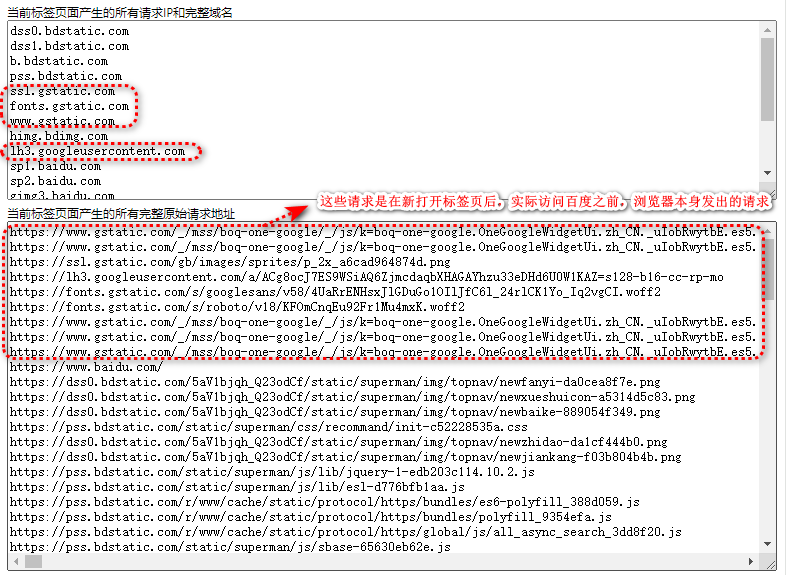 当前标签页面产生的所有请求IP和完整域名
dss0.bdstatic.com
dss1.bdstatic.com
b.bdstatic.com
pss.bdstatic.com
ssl.gstatic.com
fonts.gstatic.com
www.gstatic.com
himg.bdimg.com
lh3.googleusercontent.com
sp1.baidu.com
sp2.baidu.com
gimg3.baidu.com
这些请求是在新打开标签页后，实际访问百度之前，浏览器本身发出的请求
当前标签页面产生的所有完整原始请求地址
https://www.gstatic.com/_/mss/boq-one-google/_/js/k=boq-one-google.OneGoogleWidgetUi.zh_CN._uIobRwytbE.es5.
https://www.gstatic.com/_/mss/boq-one-google/_/js/k=boq-one-google.OneGoogleWidgetUi.zh_CN._uIobRwytbE.es5.
https://ssl.gstatic.com/gb/images/sprites/p_2x_a6cad964874d.png
https://lh3.googleusercontent.com/a/ACg8ocJ7ES9WSiAQ6ZjmcdaqbXHAGAYhzu33eDHd6U0W1KAZ=s128-b16-cc-rp-mo
https://fonts.gstatic.com/s/googlesans/v58/4UaRrENHsxJlGDuGo1OIlJfC6l_24rlCK1Yo_Iq2vgCI.woff2
https://fonts.gstatic.com/s/roboto/v18/KFOmCnqEu92Fr1Mu4mxK.woff2
https://www.gstatic.com/_/mss/boq-one-google/_/js/k=boq-one-google.OneGoogleWidgetUi.zh_CN._uIobRwytbE.es5.
https://www.gstatic.com/_/mss/boq-one-google/_/js/k=boq-one-google.OneGoogleWidgetUi.zh_CN._uIobRwytbE.es5.
https://www.gstatic.com/_/mss/boq-one-google/_/js/k=boq-one-google.OneGoogleWidgetUi.zh_CN._uIobRwytbE.es5.
https://www.baidu.com/
https://dss0.bdstatic.com/5aV1bjqh_Q23odCf/static/superman/img/topnav/newfanyi-da0cea8f7e.png
https://dss0.bdstatic.com/5aV1bjqh_Q23odCf/static/superman/img/topnav/newxueshuicon-a5314d5c83.png
https://dss0.bdstatic.com/5aV1bjqh_Q23odCf/static/superman/img/topnav/newbaike-889054f349.png
https://pss.bdstatic.com/static/superman/css/recommand/init-c52228535a.css
https://dss0.bdstatic.com/5aV1bjqh_Q23odCf/static/superman/img/topnav/newzhidao-da1cf444b0.png
https://dss0.bdstatic.com/5aV1bjqh_Q23odCf/static/superman/img/topnav/newjiankang-f03b804b4b.png
https://pss.bdstatic.com/static/superman/js/lib/jquery-1-edb203c114.10.2.js
https://pss.bdstatic.com/static/superman/js/lib/esl-d776bfb1aa.js
https://pss.bdstatic.com/r/www/cache/static/protocol/https/bundles/es6-polyfill_388d059.js
https://pss.bdstatic.com/r/www/cache/static/protocol/https/bundles/polyfill_9354efa.js
https://pss.bdstatic.com/r/www/cache/static/protocol/https/global/js/all_async_search_3dd8f20.js
https://pss.bdstatic.com/static/superman/js/sbase-65630eb62e.js